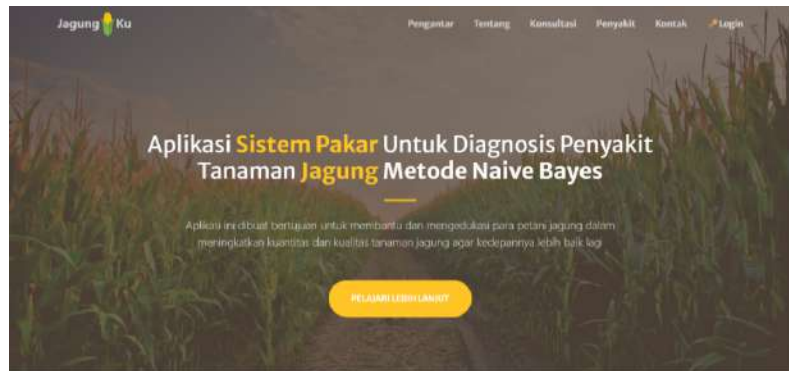 Jagung Ku
Pengantar Tentang Konsultasi Penyakit Kontak Login
Aplikasi Sistem Pakar Untuk Diagnosis Penyakit
Tanaman Jagung Metode Naive Bayes
Aplikasi ini dibuat bertujuan untuk membantu dan mengedukasi para petani jagung dalam
meningkatkan kuantitas dan kualitas tanaman jagung agar kedepannya lebih baik lagi
PELAJARI LEBIH LANJUT